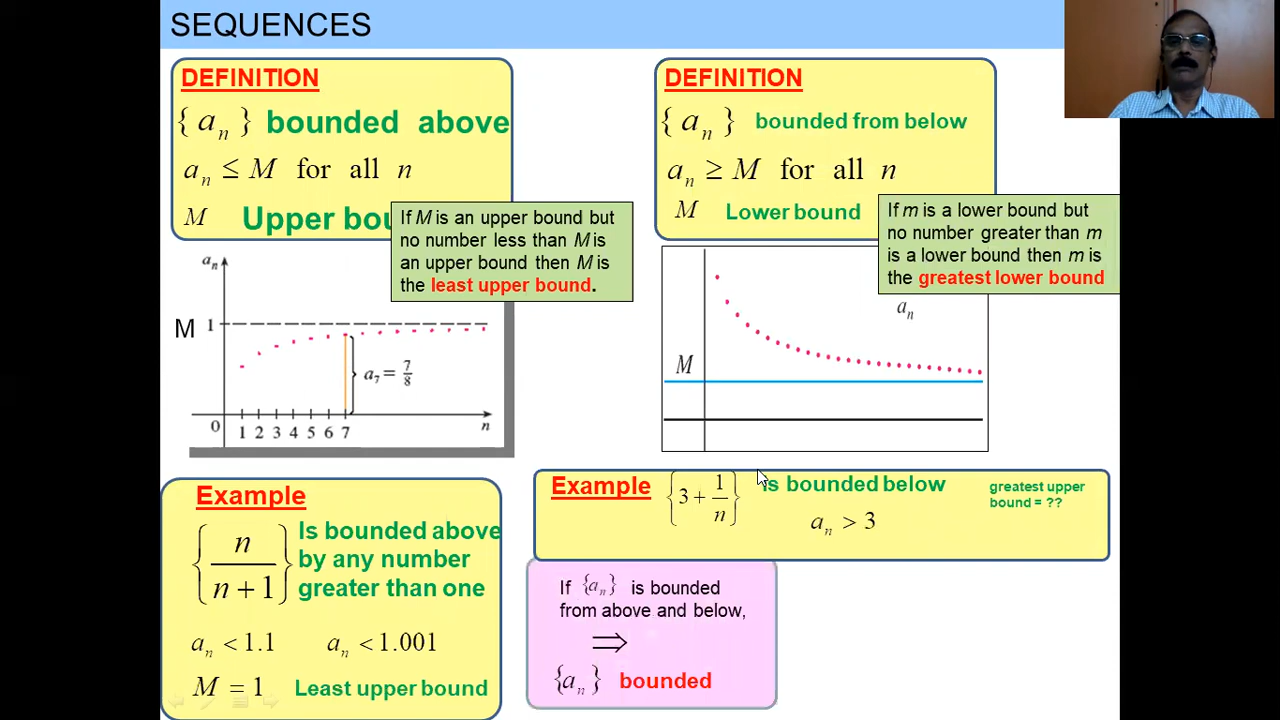 SEQUENCES
DEFINITION
{ aₙ } bounded above
aₙ ≤ M for all n
M Upper bou
If M is an upper bound but
no number less than M is
an upper bound then M is
the least upper bound.
aₙ
M 1
a₇ = 7/8
0 1 2 3 4 5 6 7 n
DEFINITION
{ aₙ } bounded from below
aₙ ≥ M for all n
M Lower bound
If m is a lower bound but
no number greater than m
is a lower bound then m is
the greatest lower bound
aₙ
M
Example
{ n/(n + 1) }
Is bounded above
by any number
greater than one
aₙ < 1.1 aₙ < 1.001
M = 1 Least upper bound
Example { 3 + 1/n } is bounded below
aₙ > 3
greatest upper
bound = ??
If {aₙ} is bounded
from above and below,
⇒
{aₙ} bounded